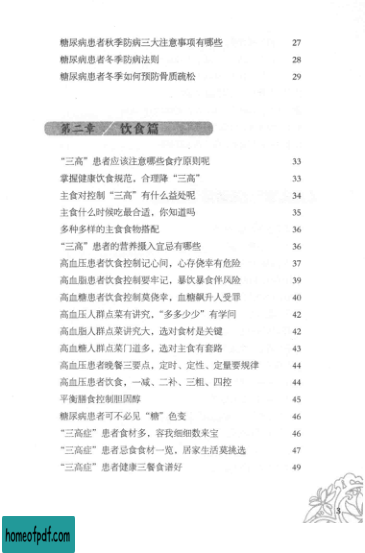 糖尿病患者秋季防病三大注意事项有哪些 27
糖尿病患者冬季防病法则 28
糖尿病患者冬季如何预防骨质疏松 29
第二章 饮食篇
“三高”患者应该注意哪些食疗原则呢 33
掌握健康饮食规范，合理降“三高” 33
主食对控制“三高”有什么益处呢 34
主食什么时候吃最合适，你知道吗 35
多种多样的主食食物搭配 36
“三高”患者的营养摄入宜忌有哪些 36
高血压患者饮食控制记心间，心存侥幸有危险 37
高血脂患者饮食控制要牢记，暴饮暴食伴风险 39
高血糖患者饮食控制莫侥幸，血糖飙升人受罪 40
高血压人群点菜有讲究，“多多少少”有学问 42
高血脂人群点菜讲究大，选对食材是关键 42
高血糖人群点菜门道多，选对主食有套路 43
高血压患者晚餐三要点，定时、定性、定量要规律 44
高血压患者饮食，一减、二补、三粗、四控 44
平衡膳食控制胆固醇 45
糖尿病患者可不必见“糖”色变 46
“三高症”患者食材多，容我细细数来宝 46
“三高症”患者忌食食材一览，居家生活莫挑选 47
“三高症”患者健康三餐食谱好 49
3
homeofpdf.com